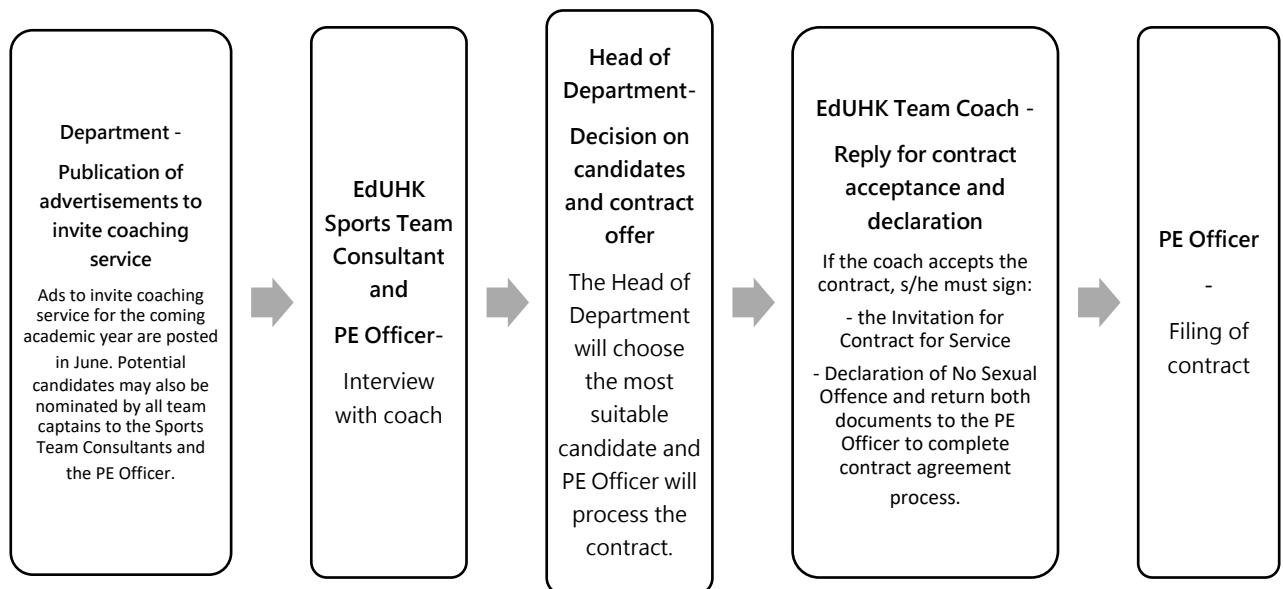 Department -
Publication of
advertisements to
invite coaching
service
Ads to invite coaching
service for the coming
academic year are posted
in June. Potential
candidates may also be
nominated by all team
captains to the Sports
Team Consultants and
the PE Officer.
EdUHK
Sports Team
Consultant
and
PE Officer-
Interview
with coach
Head of
Department-
Decision on
candidates
and contract
offer
The Head of
Department
will choose
the most
suitable
candidate and
PE Officer will
process the
contract.
EdUHK Team Coach -
Reply for contract
acceptance and
declaration
If the coach accepts the
contract, s/he must sign:
- the Invitation for
Contract for Service
- Declaration of No Sexual
Offence and return both
documents to the PE
Officer to complete
contract agreement
process.
PE Officer
-
Filing of
contract